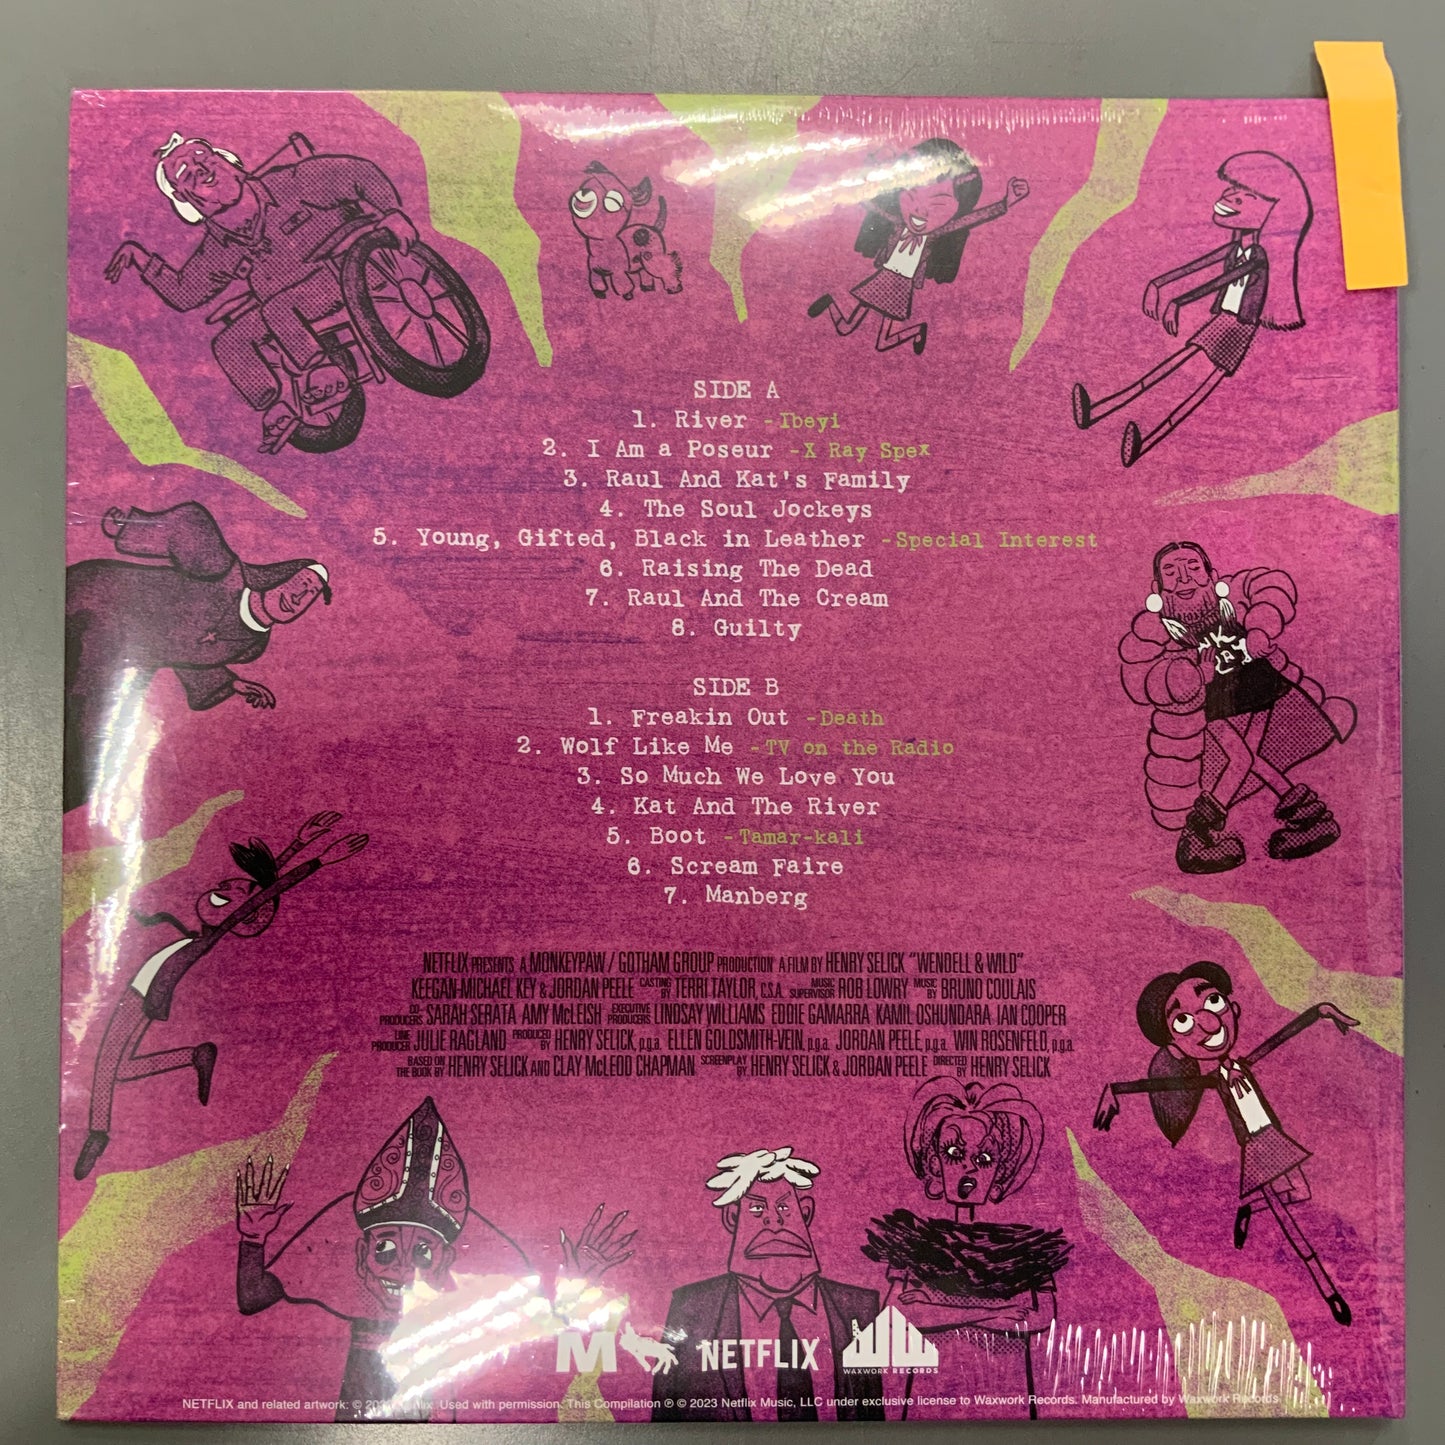 SIDE A
1. River -Ibeyi
2. I Am a Poseur -X Ray Spex
3. Raul And Kat's Family
4. The Soul Jockeys
5. Young, Gifted, Black in Leather -Special Interest
6. Raising The Dead
7. Raul And The Cream
8. Guilty
SIDE B
1. Freakin Out -Death
2. Wolf Like Me -TV on the Radio
3. So Much We Love You
4. Kat And The River
5. Boot -Tamar-kali
6. Scream Faire
7. Manberg
NETFLIX PRESENTS A MONKEYPAW / GOTHAM GROUP PRODUCTION A FILM BY HENRY SELICK "WENDELL & WILD"
KEEGAN-MICHAEL KEY & JORDAN PEELE CASTING BY TERRI TAYLOR, C.S.A. MUSIC SUPERVISOR ROB LOWRY MUSIC BY BRUNO COULAIS
CO-PRODUCERS SARAH SERATA AMY McLEISH EXECUTIVE PRODUCERS LINDSAY WILLIAMS EDDIE GAMARRA KAMIL OSHUNDARA IAN COOPER
LINE PRODUCER JULIE RAGLAND PRODUCED BY HENRY SELICK, p.g.a. ELLEN GOLDSMITH-VEIN, p.g.a. JORDAN PEELE, p.g.a. WIN ROSENFELD, p.g.a.
BASED ON THE BOOK BY HENRY SELICK AND CLAY McLEOD CHAPMAN SCREENPLAY BY HENRY SELICK & JORDAN PEELE DIRECTED BY HENRY SELICK
M NETFLIX WW
WAXWORK RECORDS
NETFLIX and related artwork: © Used with permission. This Compilation ℗ © 2023 Netflix Music, LLC under exclusive license to Waxwork Records. Manufactured by Waxwork Records